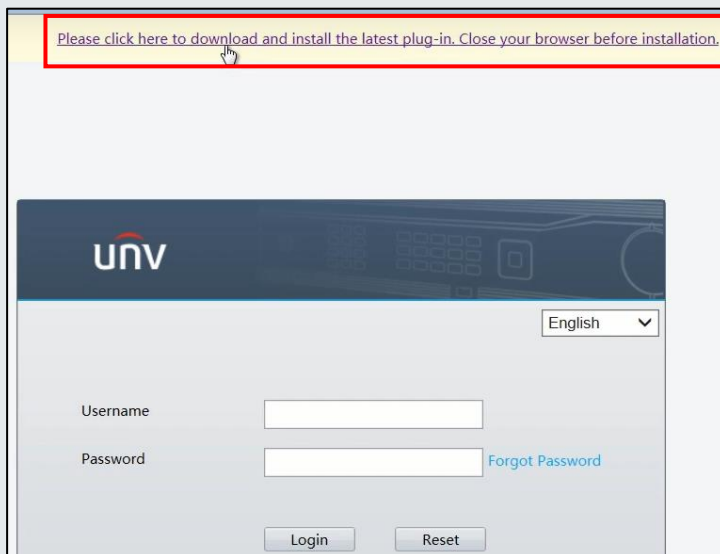 Please click here to download and install the latest plug-in. Close your browser before installation.
unv
English
Username
Password
Forgot Password
Login Reset